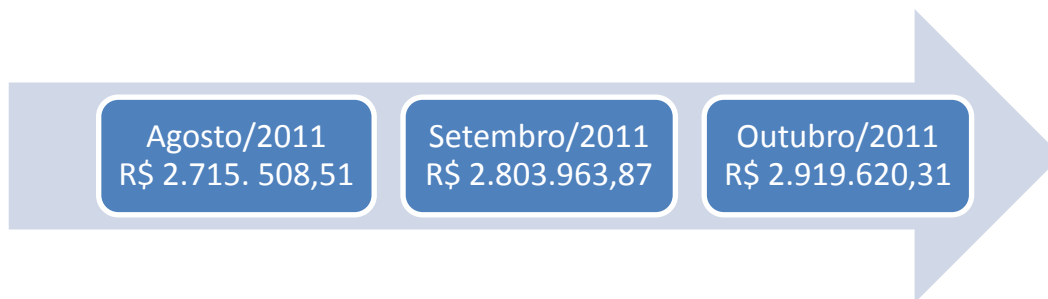 Agosto/2011
R$ 2.715. 508,51
Setembro/2011
R$ 2.803.963,87
Outubro/2011
R$ 2.919.620,31